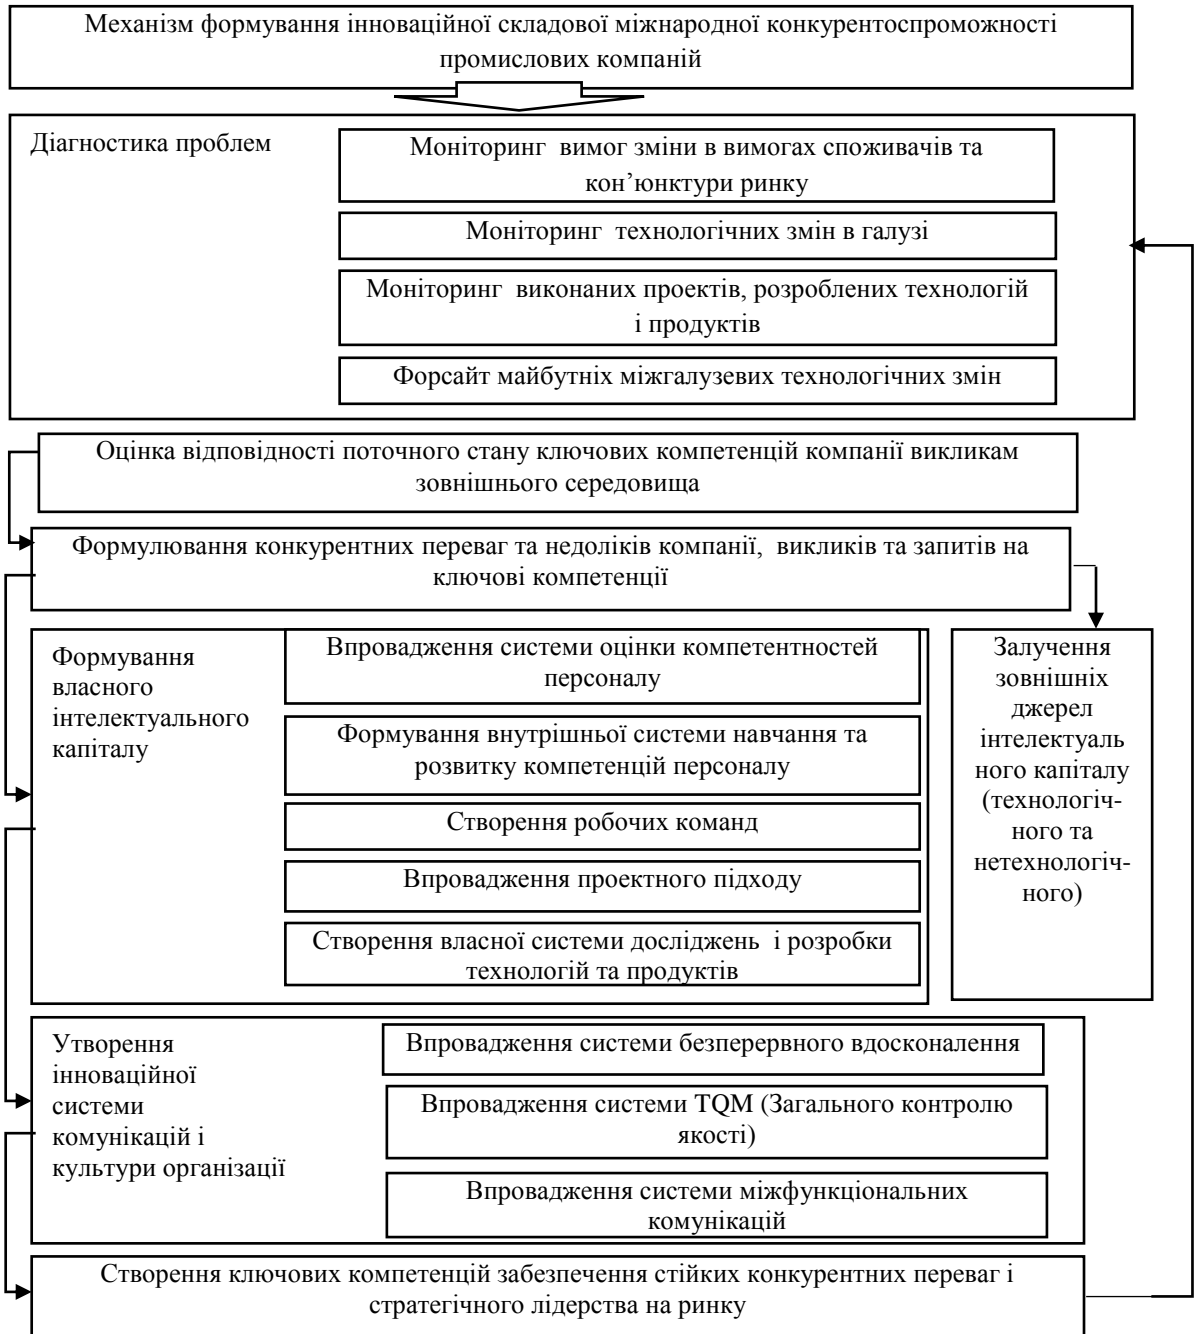 Механізм формування інноваційної складової міжнародної конкурентоспроможності
промислових компаній
Діагностика проблем
Моніторинг вимог зміни в вимогах споживачів та
кон’юнктури ринку
Моніторинг технологічних змін в галузі
Моніторинг виконаних проектів, розроблених технологій
і продуктів
Форсайт майбутніх міжгалузевих технологічних змін
Оцінка відповідності поточного стану ключових компетенцій компанії викликам
зовнішнього середовища
Формулювання конкурентних переваг та недоліків компанії, викликів та запитів на
ключові компетенції
Формування
власного
інтелектуального
капіталу
Впровадження системи оцінки компетентностей
персоналу
Формування внутрішньої системи навчання та
розвитку компетенцій персоналу
Створення робочих команд
Впровадження проектного підходу
Створення власної системи досліджень і розробки
технологій та продуктів
Залучення
зовнішніх
джерел
інтелектуаль
ного капіталу
(технологіч-
ного та
нетехнологіч-
ного)
Утворення
інноваційної
системи
комунікацій і
культури організації
Впровадження системи безперервного вдосконалення
Впровадження системи TQM (Загального контролю
якості)
Впровадження системи міжфункціональних
комунікацій
Створення ключових компетенцій забезпечення стійких конкурентних переваг і
стратегічного лідерства на ринку